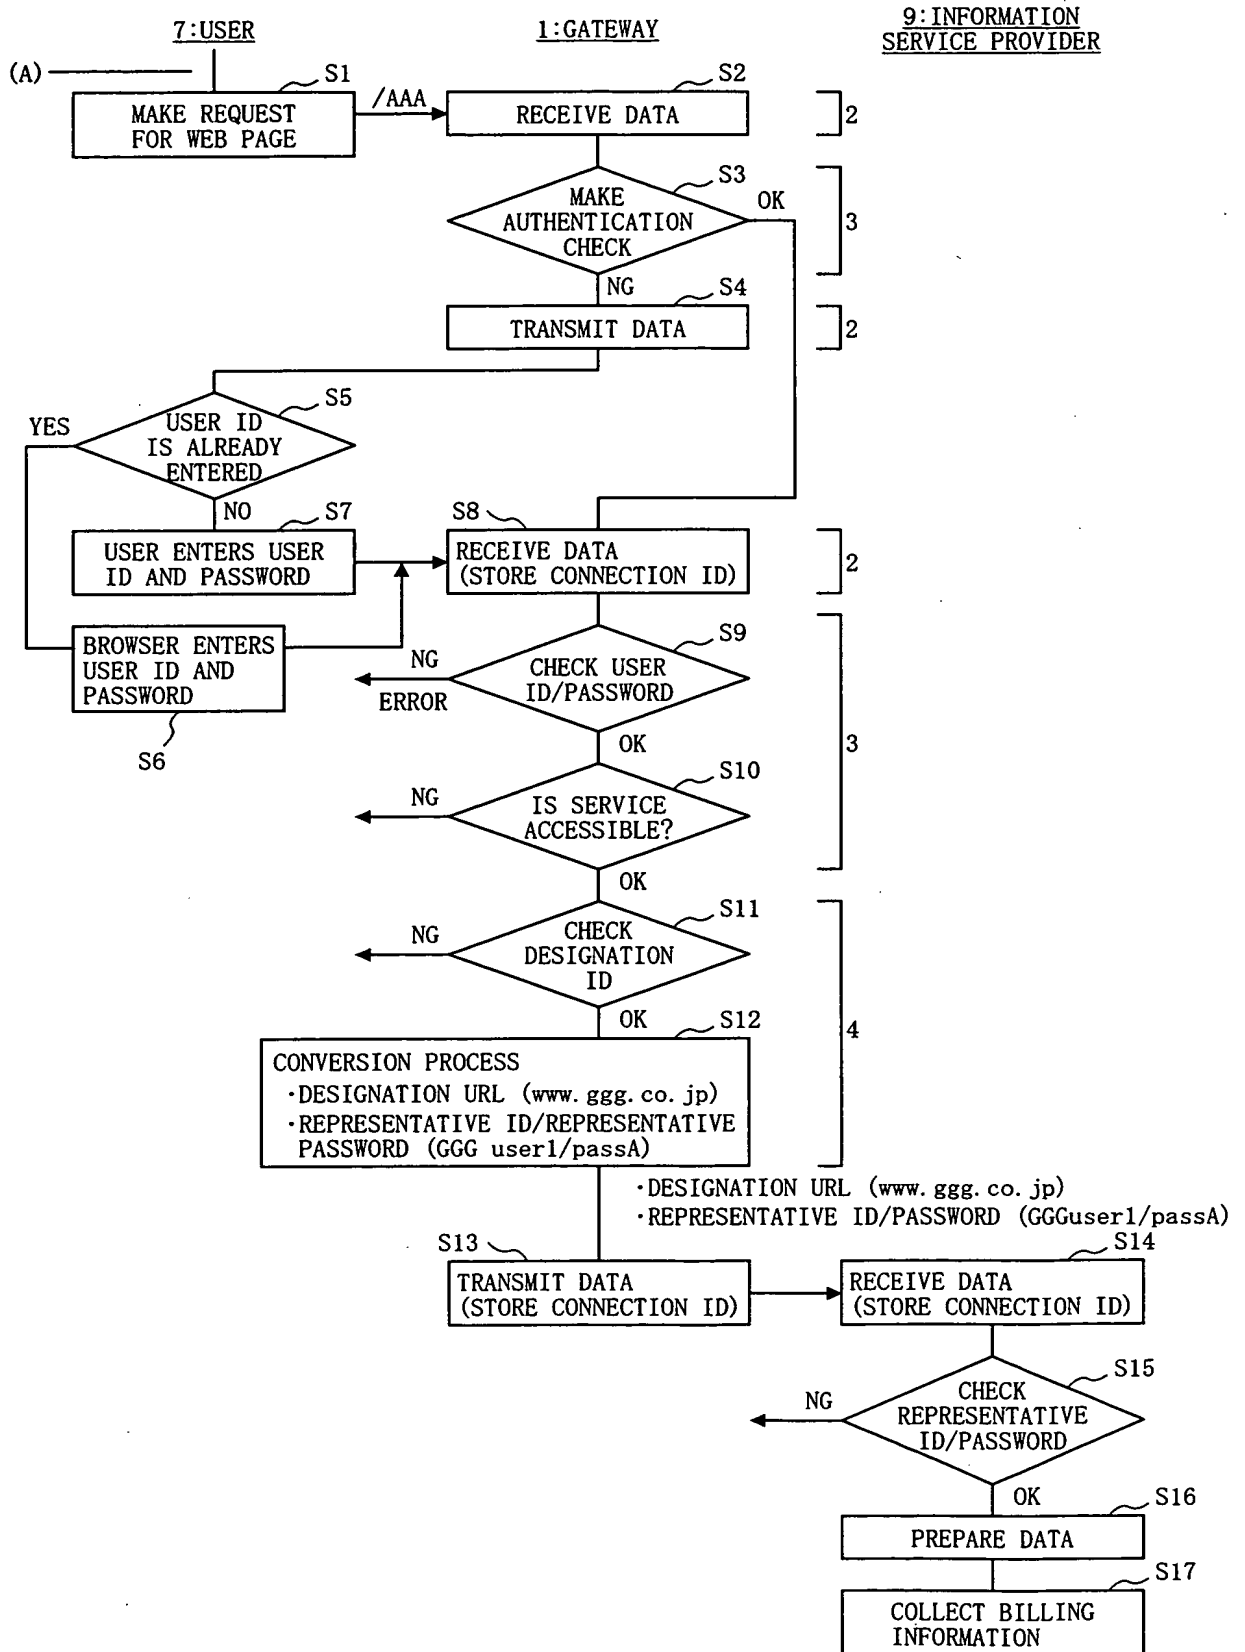 7:USER
1:GATEWAY
9:INFORMATION
SERVICE PROVIDER
(A)
S1
MAKE REQUEST
FOR WEB PAGE
/AAA
S2
RECEIVE DATA
2
S3
MAKE
AUTHENTICATION
CHECK
OK
3
NG
S4
TRANSMIT DATA
2
S5
YES
USER ID
IS ALREADY
ENTERED
NO
S7
USER ENTERS USER
ID AND PASSWORD
S8
RECEIVE DATA
(STORE CONNECTION ID)
2
BROWSER ENTERS
USER ID AND
PASSWORD
S6
S9
NG
ERROR
CHECK USER
ID/PASSWORD
OK
3
S10
NG
IS SERVICE
ACCESSIBLE?
OK
S11
NG
CHECK
DESIGNATION
ID
OK
4
S12
CONVERSION PROCESS
・DESIGNATION URL (www.ggg.co.jp)
・REPRESENTATIVE ID/REPRESENTATIVE
PASSWORD (GGG user1/passA)
・DESIGNATION URL (www.ggg.co.jp)
・REPRESENTATIVE ID/PASSWORD (GGGuser1/passA)
S13
TRANSMIT DATA
(STORE CONNECTION ID)
S14
RECEIVE DATA
(STORE CONNECTION ID)
S15
NG
CHECK
REPRESENTATIVE
ID/PASSWORD
OK
S16
PREPARE DATA
S17
COLLECT BILLING
INFORMATION